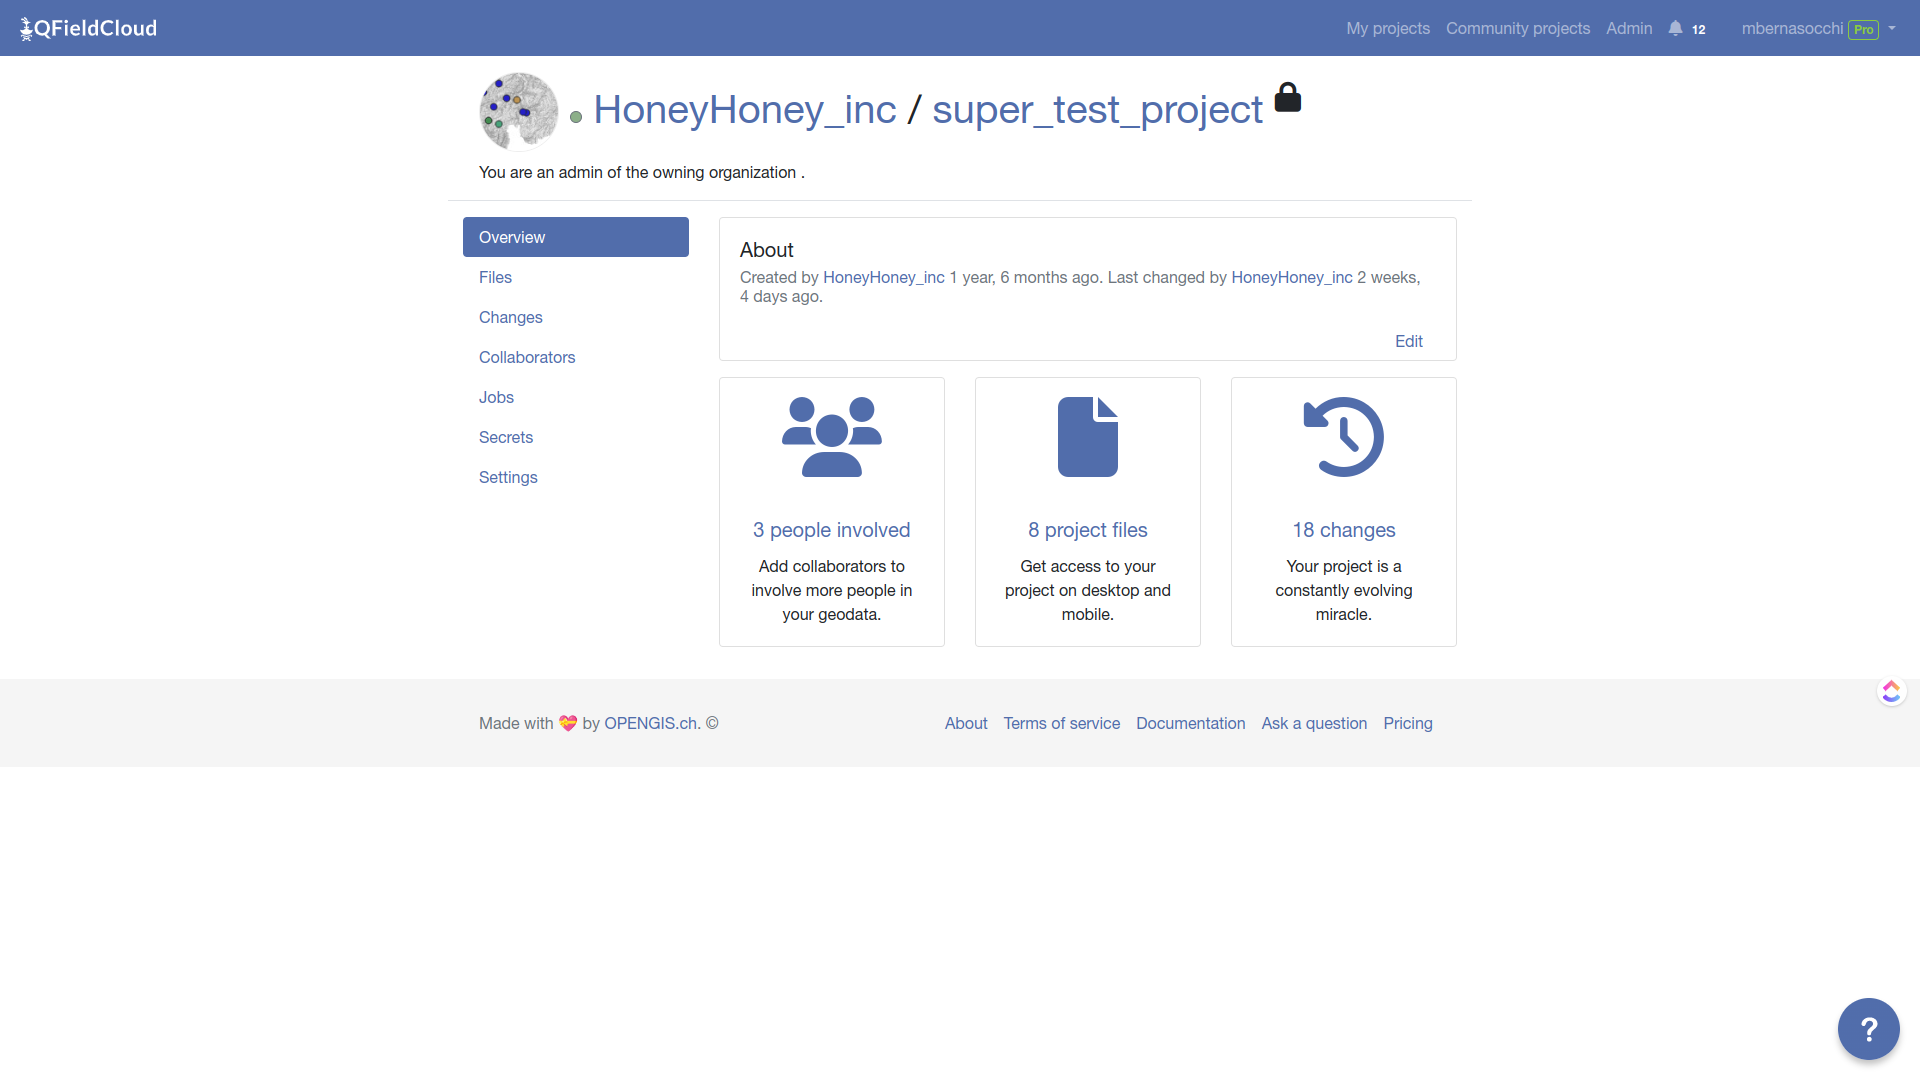 QFieldCloud
My projects Community projects Admin 12 mbernasocchi Pro
HoneyHoney_inc / super_test_project
You are an admin of the owning organization .
Overview
Files
Changes
Collaborators
Jobs
Secrets
Settings
About
Created by HoneyHoney_inc 1 year, 6 months ago. Last changed by HoneyHoney_inc 2 weeks,
4 days ago.
Edit
3 people involved
Add collaborators to
involve more people in
your geodata.
8 project files
Get access to your
project on desktop and
mobile.
18 changes
Your project is a
constantly evolving
miracle.
Made with 💝 by OPENGIS.ch. ©
About Terms of service Documentation Ask a question Pricing
?